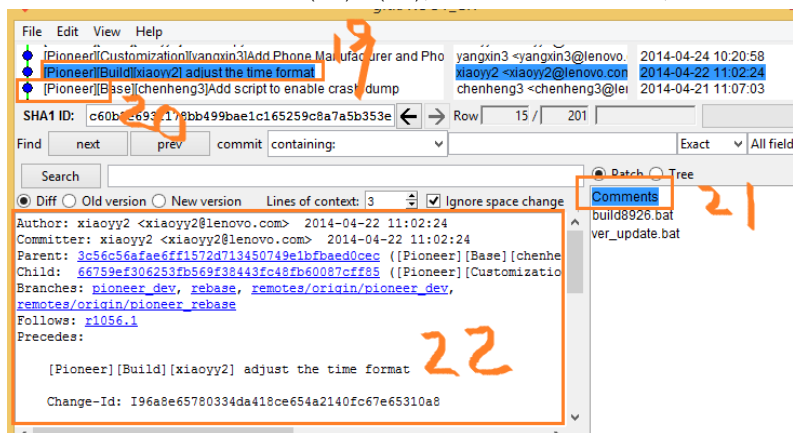 File Edit View Help
[Pioneer][Customization][yangxin3]Add Phone Manufacturer and Pho yangxin3 <yangxin3@lenovo. 2014-04-24 10:20:58
[Pioneer][Build][xiaoyy2] adjust the time format xiaoyy2 <xiaoyy2@lenovo.com 2014-04-22 11:02:24
[Pioneer][Base][chenheng3]Add script to enable crash dump chenheng3 <chenheng3@le 2014-04-21 11:07:03
19
20
SHA1 ID: Row 15 / 201
Find next prev commit containing: Exact All field
Search Patch Tree
Diff Old version New version Lines of context: 3 Ignore space change
Comments
build8926.bat
ver_update.bat
21
Author: xiaoyy2 <xiaoyy2@lenovo.com> 2014-04-22 11:02:24
Committer: xiaoyy2 <xiaoyy2@lenovo.com> 2014-04-22 11:02:24
Parent: 3c56c56afae6ff1572d713450749e1bfbaed0cec ([Pioneer][Base][chenhe
Child: 66759ef306253fb569f38443fc48fb60087cff85 ([Pioneer][Customizatio
Branches: pioneer_dev, rebase, remotes/origin/pioneer_dev,
remotes/origin/pioneer_rebase
Follows: r1056.1
Precedes:
[Pioneer][Build][xiaoyy2] adjust the time format
Change-Id: I96a8e65780334da418ce654a2140fc67e65310a8
22